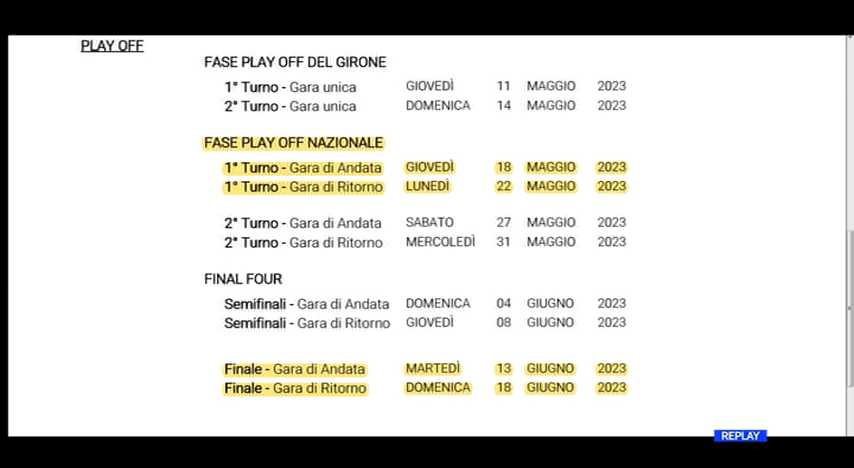 PLAY OFF
FASE PLAY OFF DEL GIRONE
1° Turno - Gara unica GIOVEDÌ 11 MAGGIO 2023
2° Turno - Gara unica DOMENICA 14 MAGGIO 2023
FASE PLAY OFF NAZIONALE
1° Turno - Gara di Andata GIOVEDÌ 18 MAGGIO 2023
1° Turno - Gara di Ritorno LUNEDÌ 22 MAGGIO 2023
2° Turno - Gara di Andata SABATO 27 MAGGIO 2023
2° Turno - Gara di Ritorno MERCOLEDÌ 31 MAGGIO 2023
FINAL FOUR
Semifinali - Gara di Andata DOMENICA 04 GIUGNO 2023
Semifinali - Gara di Ritorno GIOVEDÌ 08 GIUGNO 2023
Finale - Gara di Andata MARTEDÌ 13 GIUGNO 2023
Finale - Gara di Ritorno DOMENICA 18 GIUGNO 2023
REPLAY